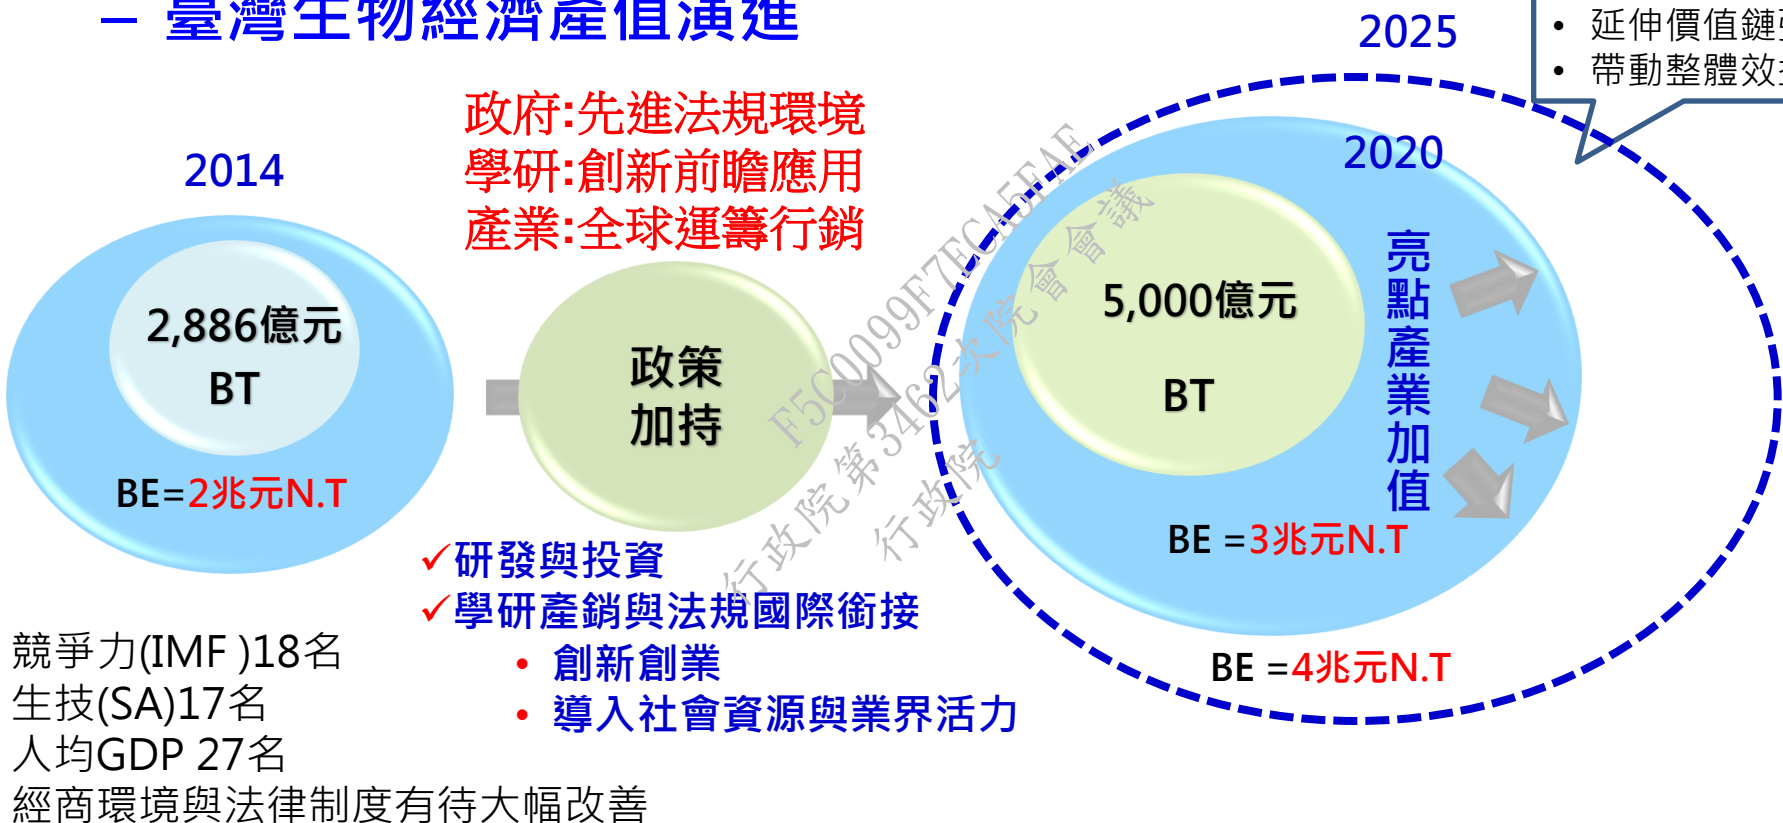 – 臺灣生物經濟產值演進
2025
• 延伸價值鏈
• 帶動整體效
政府:先進法規環境
學研:創新前瞻應用
產業:全球運籌行銷
2014
2,886億元
BT
BE=2兆元N.T
政策
加持
2020
5,000億元
BT
亮點產業加值
BE =3兆元N.T
BE =4兆元N.T
✓研發與投資
✓學研產銷與法規國際銜接
• 創新創業
• 導入社會資源與業界活力
競爭力(IMF )18名
生技(SA)17名
人均GDP 27名
經商環境與法律制度有待大幅改善
F5C0099F7ECA5FAE
行政院第3462次院會會議
行政院